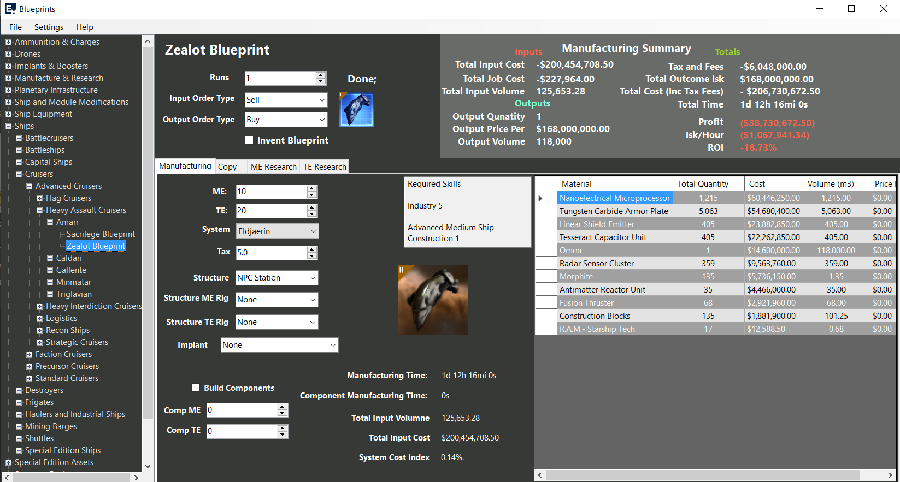 Blueprints
File Settings Help
Ammunition & Charges
Drones
Implants & Boosters
Manufacture & Research
Planetary Infrastructure
Ship and Module Modifications
Ship Equipment
Ships
Battlecruisers
Battleships
Capital Ships
Cruisers
Advanced Cruisers
Flag Cruisers
Heavy Assault Cruisers
Amarr
Sacrilege Blueprint
Zealot Blueprint
Caldari
Gallente
Minmatar
Triglavian
Heavy Interdiction Cruisers
Logistics
Recon Ships
Strategic Cruisers
Faction Cruisers
Precursor Cruisers
Standard Cruisers
Destroyers
Frigates
Haulers and Industrial Ships
Mining Barges
Shuttles
Special Edition Ships
Special Edition Assets
Zealot Blueprint
Runs 1
Done;
Input Order Type Sell
Output Order Type Buy
Invent Blueprint
Manufacturing Summary
Inputs
Total Input Cost -$200,454,708.50
Total Job Cost -$227,964.00
Total Input Volume 125,653.28
Outputs
Output Qunatity 1
Output Price Per $168,000,000.00
Output Volume 118,000
Totals
Tax and Fees -$6,048,000.00
Total Outcome Isk $168,000,000.00
Total Cost (Inc Tax Fees) - $206,730,672.50
Total Time 1d 12h 16mi 0s
Profit ($38,730,672.50)
Isk/Hour ($1,067,941.34)
ROI -18.73%
Manufacturing Copy ME Research TE Research
ME: 10
TE: 20
System Eldjaerin
Tax 5.0
Structure NPC Station
Structure ME Rig None
Structure TE Rig None
Implant None
Required Skills
Industry 5
Advanced Medium Ship
Construction 1
Build Components
Comp ME 0
Comp TE 0
Manufacturing Time: 1d 12h 16mi 0s
Component Manufacturing Time: 0s
Total Input Volumne 125,653.28
Total Input Cost $200,454,708.50
System Cost Index 0.14%
Material Total Quantity Cost Volume (m3) Price
Nanoelectrical Microprocessor 1,215 $60,446,250.00 1,215.00 $0.00
Tungsten Carbide Armor Plate 5,063 $54,680,400.00 5,063.00 $0.00
Linear Shield Emitter 405 $23,882,850.00 405.00 $0.00
Tesseract Capacitor Unit 405 $22,262,850.00 405.00 $0.00
Omen 1 $14,600,000.00 118,000.00 $0.00
Radar Sensor Cluster 359 $9,563,760.00 359.00 $0.00
Morphite 135 $5,736,150.00 1.35 $0.00
Antimatter Reactor Unit 35 $4,466,000.00 35.00 $0.00
Fusion Thruster 68 $2,921,960.00 68.00 $0.00
Construction Blocks 135 $1,881,900.00 101.25 $0.00
R.A.M.- Starship Tech 17 $12,588.50 0.68 $0.00